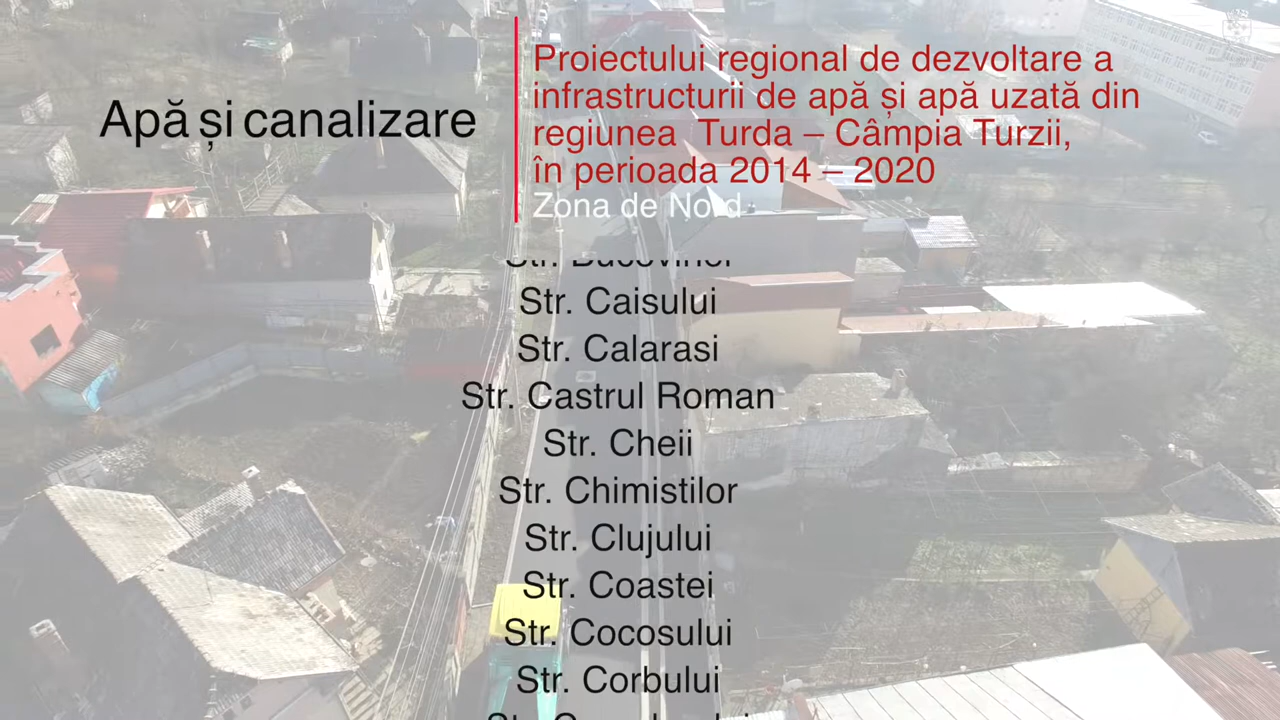 Apă și canalizare
Proiectului regional de dezvoltare a
infrastructurii de apă și apă uzată din
regiunea Turda – Câmpia Turzii,
în perioada 2014 – 2020
Zona de Nord
Str. Caisului
Str. Calarasi
Str. Castrul Roman
Str. Cheii
Str. Chimistilor
Str. Clujului
Str. Coastei
Str. Cocosului
Str. Corbului